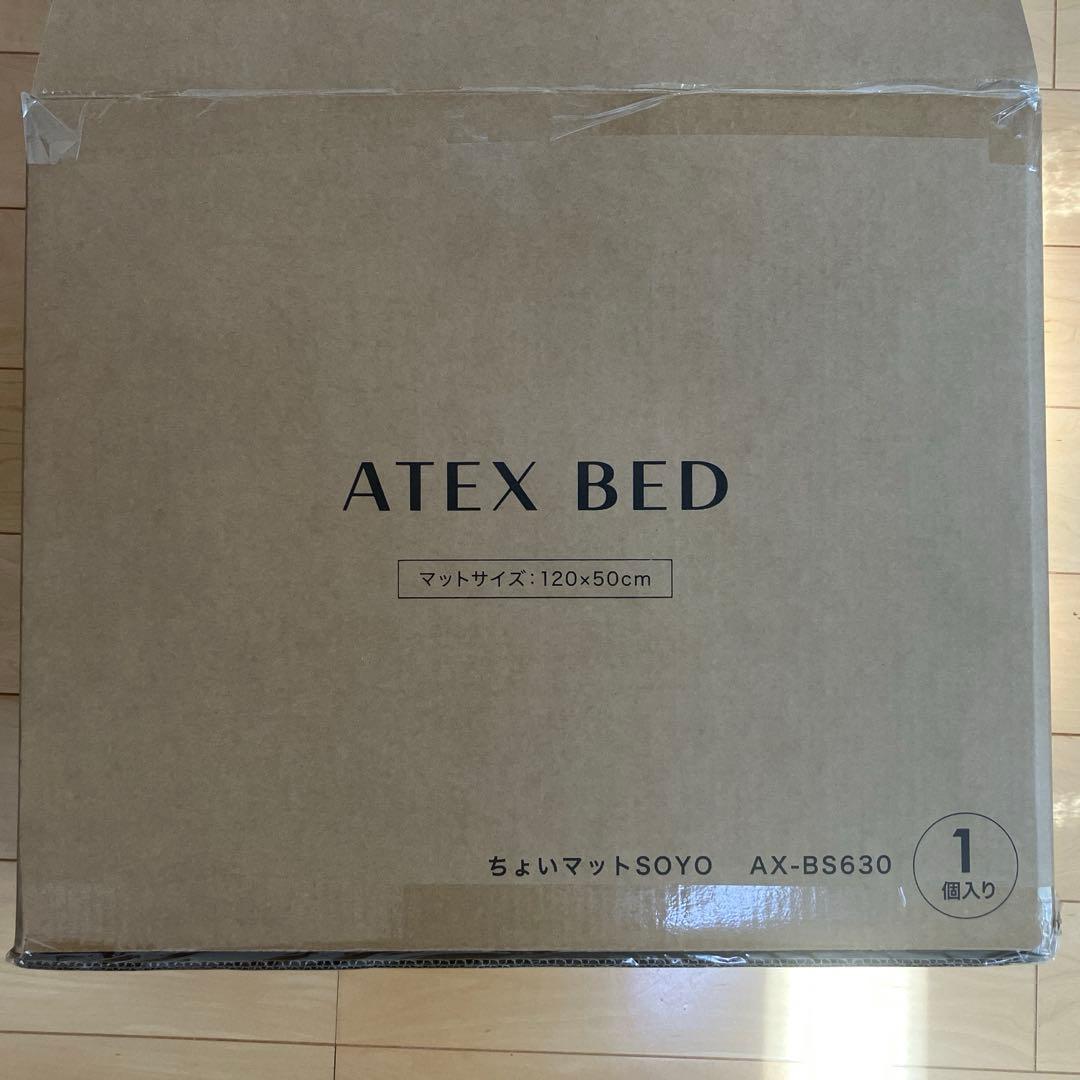 ATEX BED
マットサイズ:120×50cm
ちょいマットSOYO AX-BS630
1
個入り